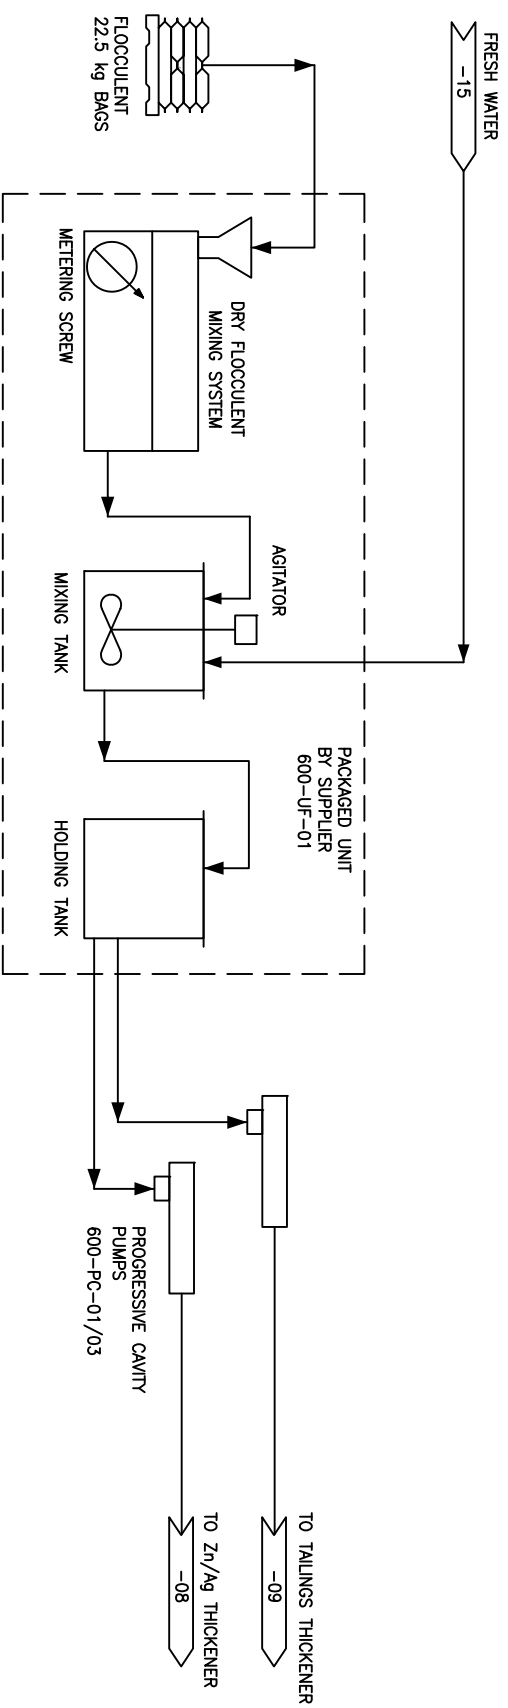 FRESH WATER
-15
FLOCCULENT
22.5 kg BAGS
DRY FLOCCULENT
MIXING SYSTEM
METERING SCREW
AGITATOR
MIXING TANK
PACKAGED UNIT
BY SUPPLIER
600-UF-01
HOLDING TANK
PROGRESSIVE CAVITY
PUMPS
600-PC-01/03
TO TAILINGS THICKENER
-09
TO Zn/Ag THICKENER
-08